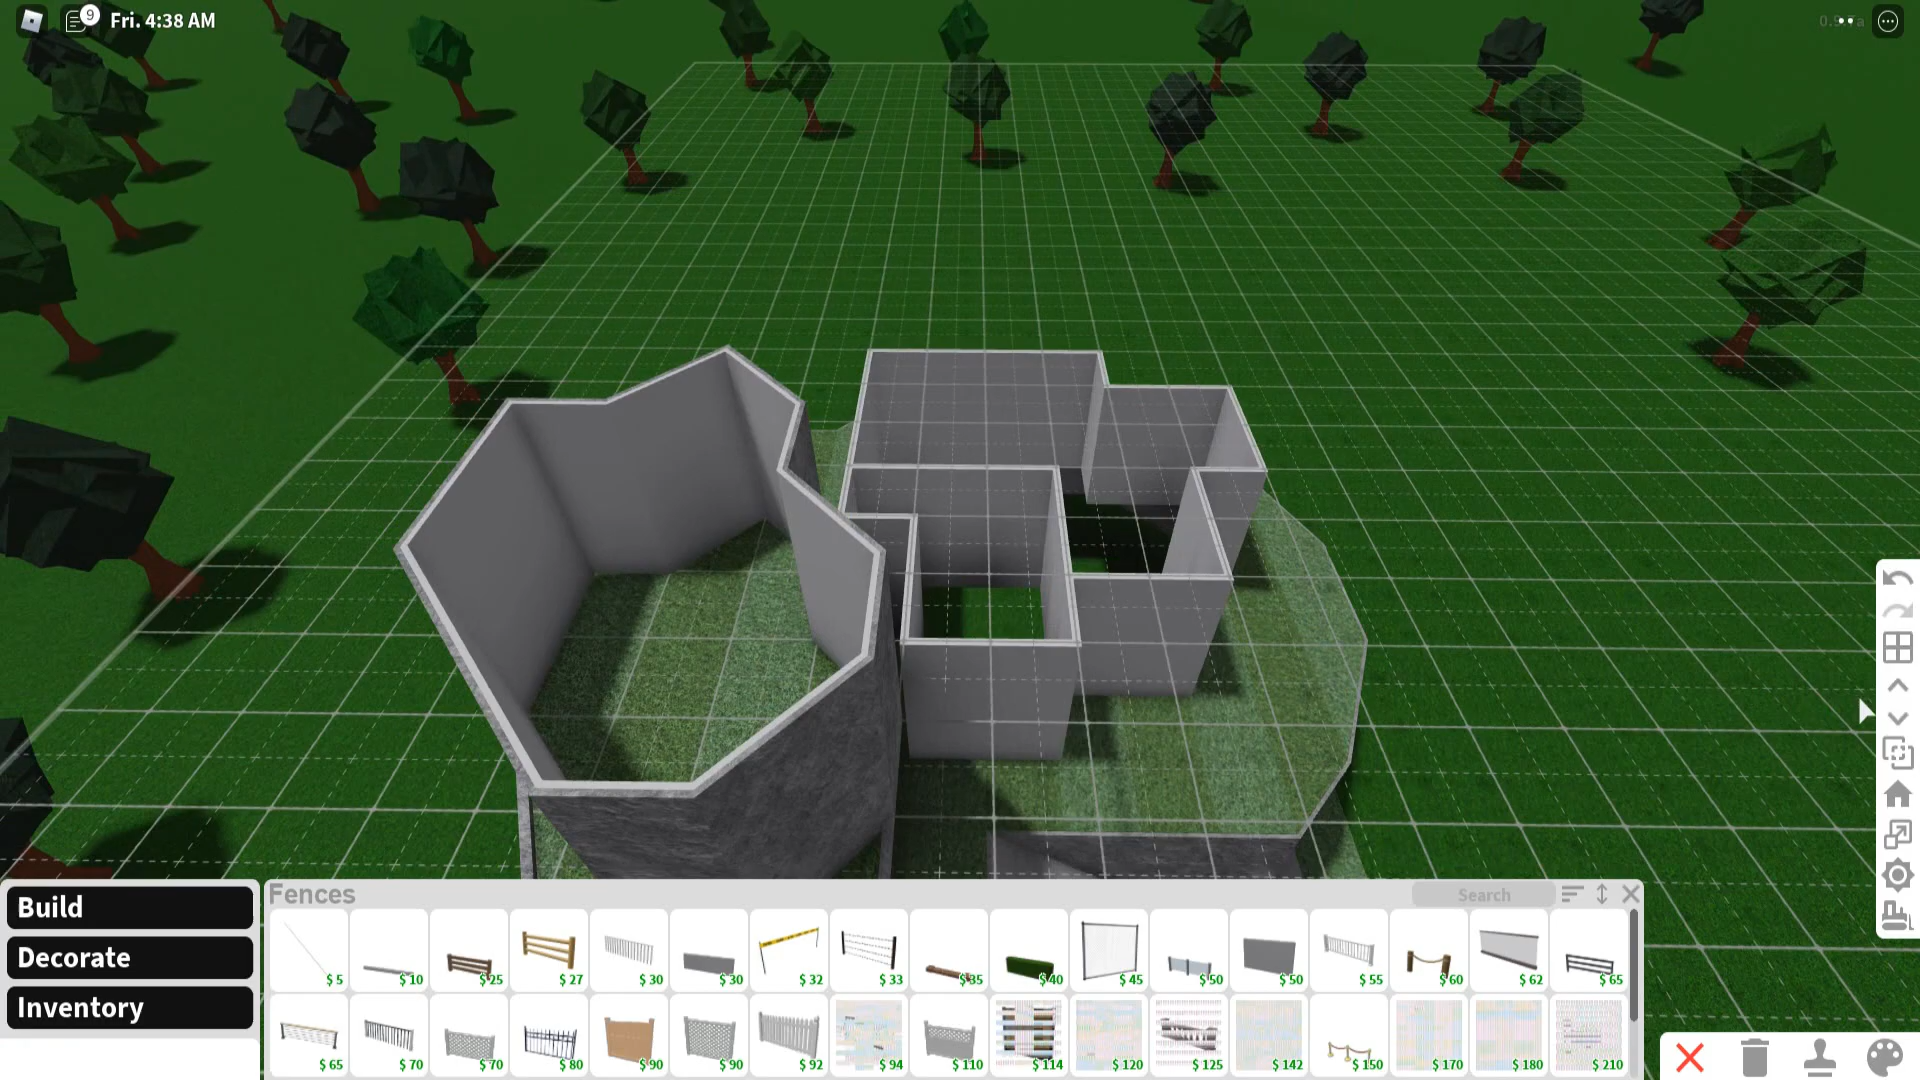 9 Fri. 4:38 AM
Build
Decorate
Inventory
Fences
Search
$ 5 $ 10 $ 25 $ 27 $ 30 $ 30 $ 32 $ 33 $ 35 $ 40 $ 45 $ 50 $ 50 $ 55 $ 60 $ 62 $ 65
$ 65 $ 70 $ 70 $ 80 $ 90 $ 90 $ 92 $ 94 $ 110 $ 114 $ 120 $ 125 $ 142 $ 150 $ 170 $ 180 $ 210